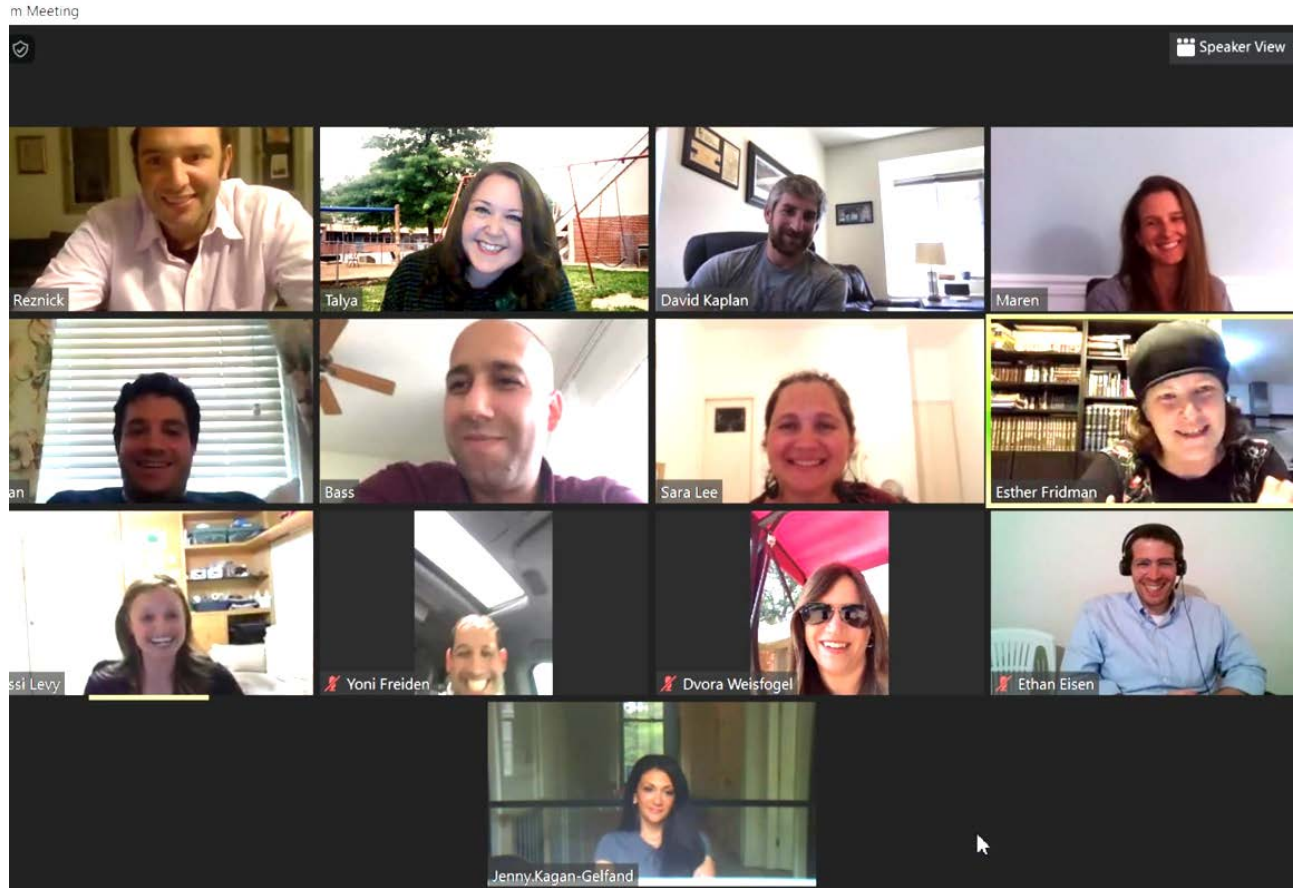 m Meeting
Speaker View
Reznick
Talya
David Kaplan
Maren
an
Bass
Sara Lee
Esther Fridman
ssi Levy
Yoni Freiden
Dvora Weisfogel
Ethan Eisen
Jenny.Kagan-Gelfand